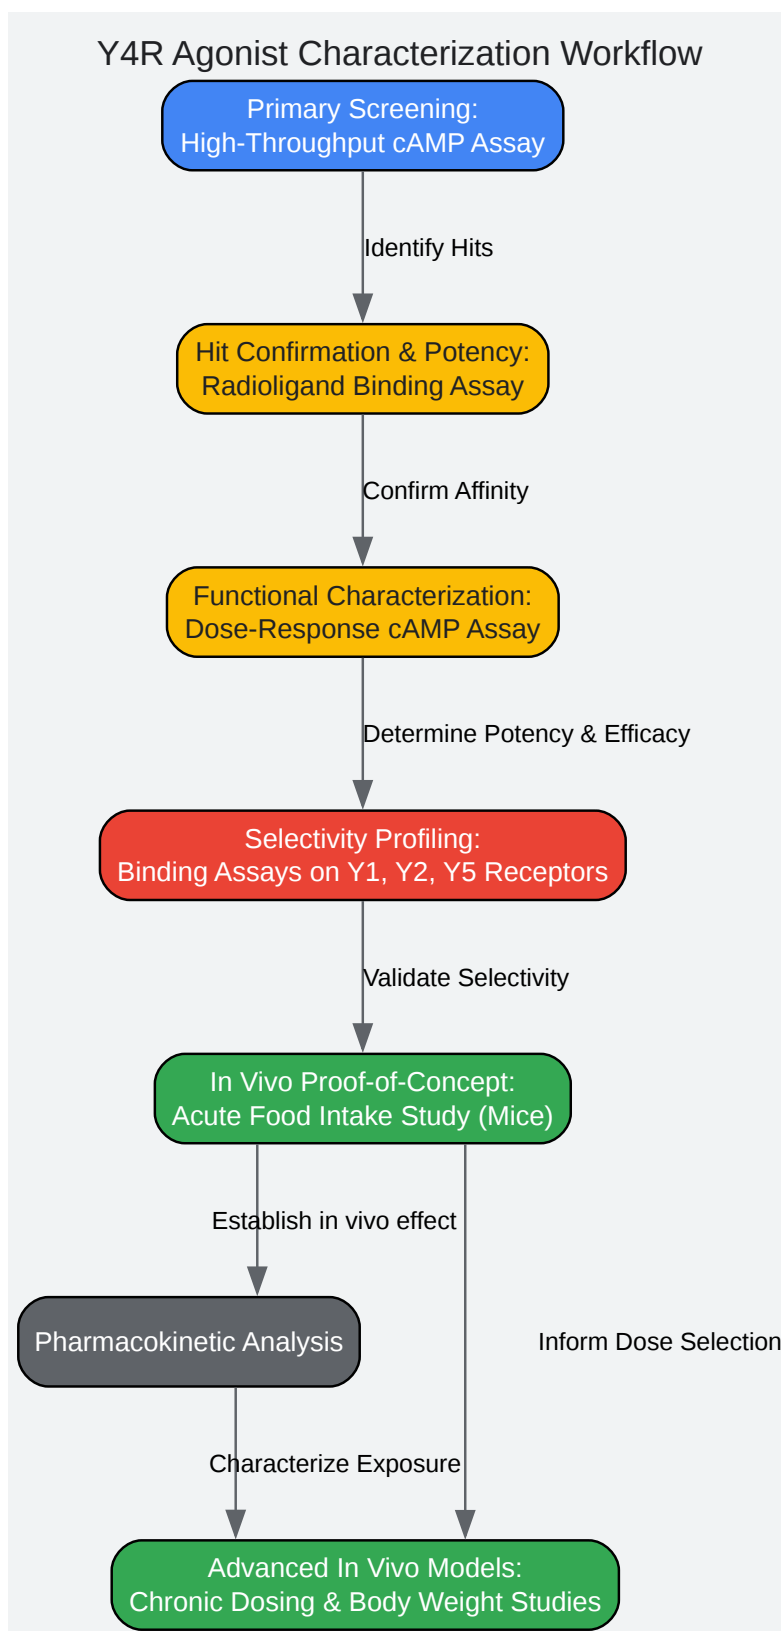 Y4R Agonist Characterization Workflow
Primary Screening:
High-Throughput cAMP Assay
Identify Hits
Hit Confirmation & Potency:
Radioligand Binding Assay
Confirm Affinity
Functional Characterization:
Dose-Response cAMP Assay
Determine Potency & Efficacy
Selectivity Profiling:
Binding Assays on Y1, Y2, Y5 Receptors
Validate Selectivity
In Vivo Proof-of-Concept:
Acute Food Intake Study (Mice)
Establish in vivo effect
Pharmacokinetic Analysis
Inform Dose Selection
Characterize Exposure
Advanced In Vivo Models:
Chronic Dosing & Body Weight Studies